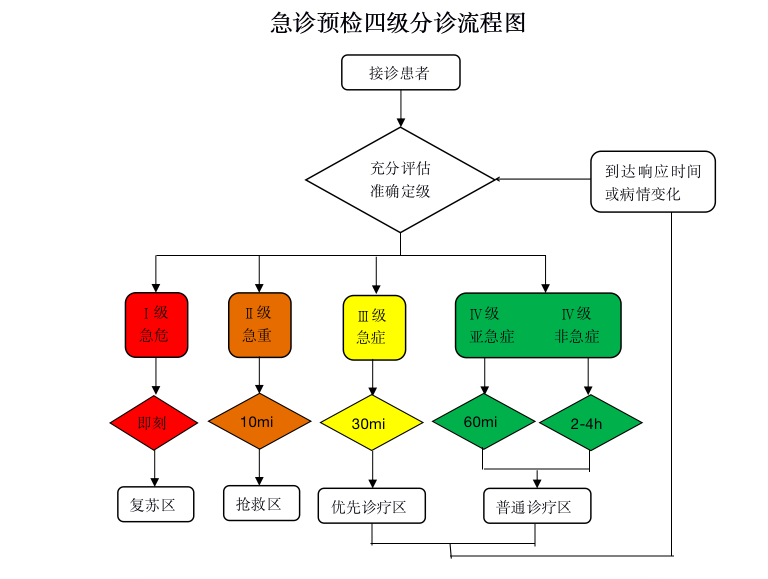 急诊预检四级分诊流程图
接诊患者
充分评估
准确定级
到达响应时间
或病情变化
Ⅰ级
急危
Ⅱ级
急重
Ⅲ级
急症
Ⅳ级
亚急症
Ⅳ级
非急症
即刻
10mi
30mi
60mi
2-4h
复苏区
抢救区
优先诊疗区
普通诊疗区